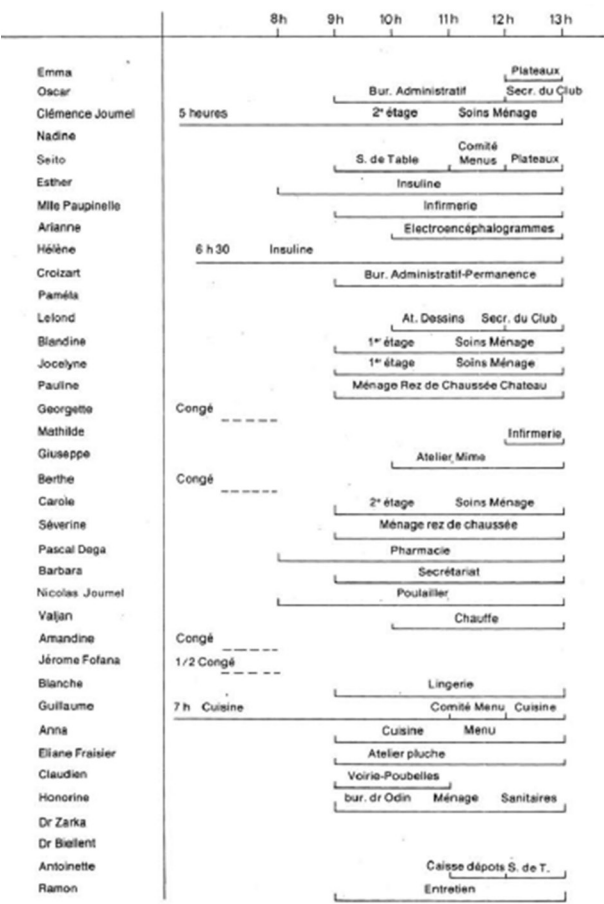 8h 9h 10h 11h 12h 13h
Emma Plateaux
Oscar Bur. Administratif Secr. du Club
Clémence Joumel 5 heures 2e étage Soins Ménage
Nadine
Seito S. de Table Comité Menus Plateaux
Esther Insuline
Mlle Paupinelle Infirmerie
Arianne Electroencéphalogrammes
Hélène 6 h 30 Insuline
Croizart Bur. Administratif-Permanence
Paméla
Lelond At. Dessins Secr. du Club
Blandine 1er étage Soins Ménage
Jocelyne 1er étage Soins Ménage
Pauline Ménage Rez de Chaussée Chateau
Georgette Congé
Mathilde Infirmerie
Giuseppe Atelier Mime
Berthe Congé
Carole 2e étage Soins Ménage
Séverine Ménage rez de chaussée
Pascal Dega Pharmacie
Barbara Secrétariat
Nicolas Joumel Poulailler
Valjan Chauffe
Amandine Congé
Jérome Fofana 1/2 Congé
Blanche Lingerie
Guillaume 7 h Cuisine Comité Menu Cuisine
Anna Cuisine Menu
Eliane Fraisier Atelier pluche
Claudien Voirie-Poubelles
Honorine bur. dr Odin Ménage Sanitaires
Dr Zarka
Dr Biellent
Antoinette Caisse dépots S. de T.
Ramon Entretien